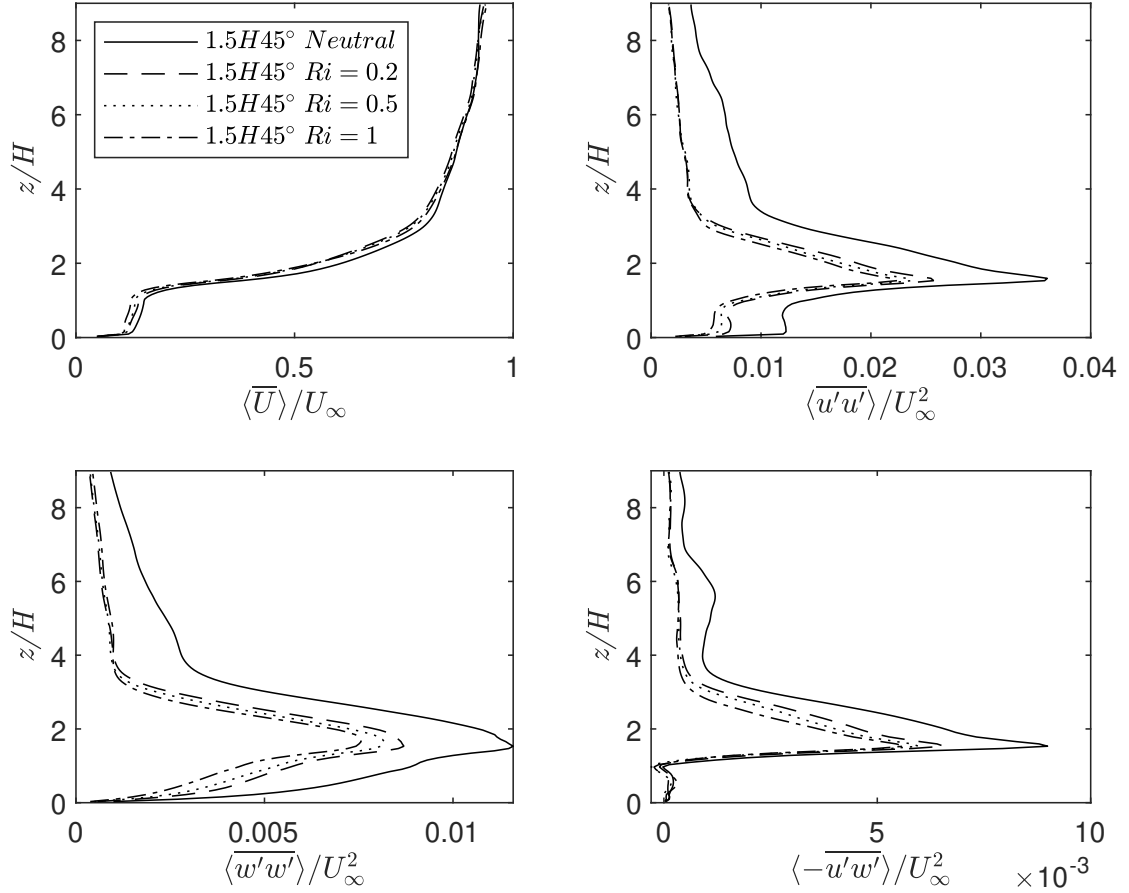 8
6
4
2
0
z/H
1.5H45° Neutral
1.5H45° Ri = 0.2
1.5H45° Ri = 0.5
1.5H45° Ri = 1
0 0.5 1
⟨U̅⟩/U∞
8
6
4
2
0
z/H
0 0.01 0.02 0.03 0.04
⟨u′u′⟩/U²∞
8
6
4
2
0
z/H
0 0.005 0.01
⟨w′w′⟩/U²∞
8
6
4
2
0
z/H
0 5 10
⟨−u′w′⟩/U²∞
×10⁻³